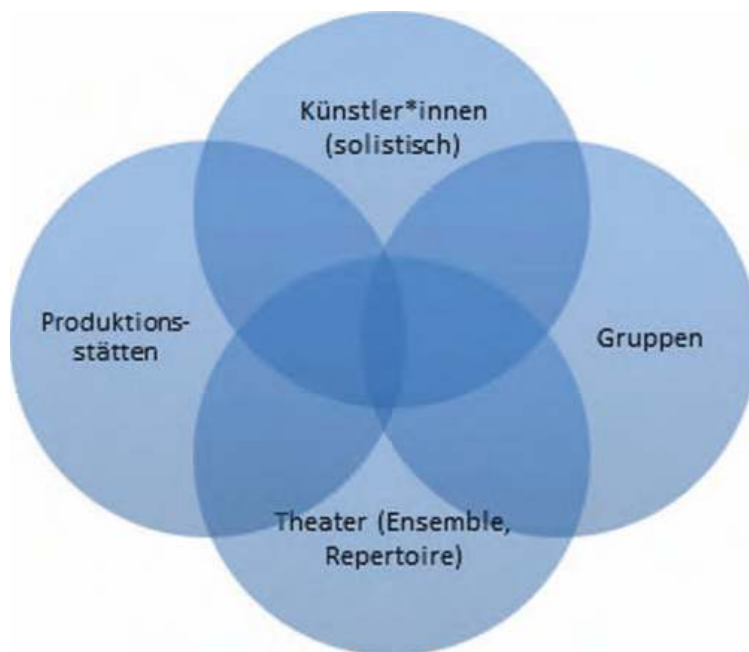 Künstler*innen
(solistisch)
Produktions-
stätten
Gruppen
Theater (Ensemble,
Repertoire)